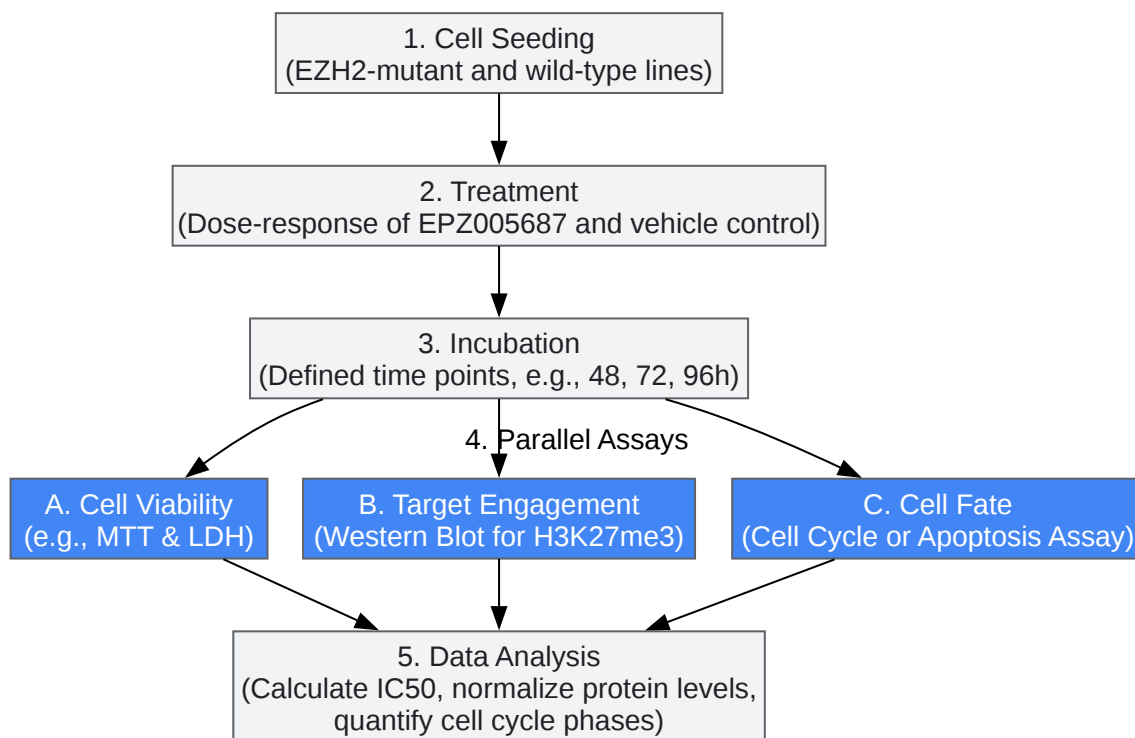 1. Cell Seeding
(EZH2-mutant and wild-type lines)
2. Treatment
(Dose-response of EPZ005687 and vehicle control)
3. Incubation
(Defined time points, e.g., 48, 72, 96h)
4. Parallel Assays
A. Cell Viability
(e.g., MTT & LDH)
B. Target Engagement
(Western Blot for H3K27me3)
C. Cell Fate
(Cell Cycle or Apoptosis Assay)
5. Data Analysis
(Calculate IC50, normalize protein levels,
quantify cell cycle phases)